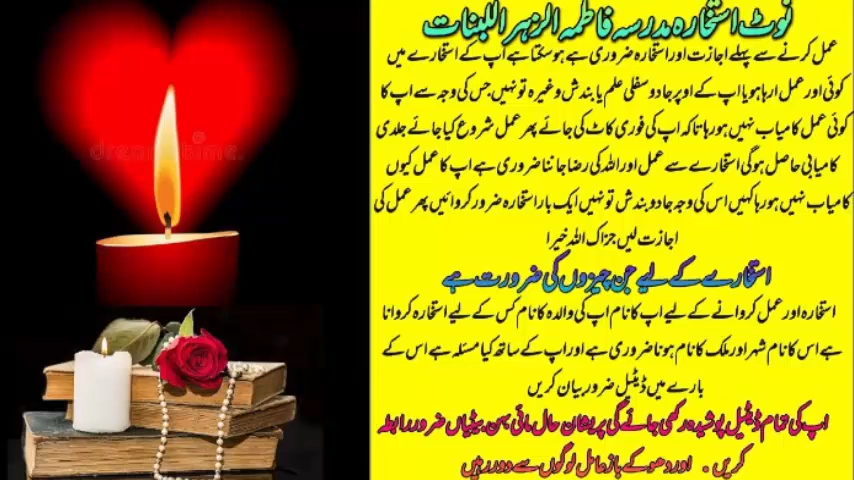 نوٹ استخارہ مدرسہ فاطمہ الزہرا اللبنات
عمل کرنے سے پہلے اجازت اور استخارہ ضروری ہے ہو سکتا ہے اپ کے استخارے میں
کوئی اور عمل ارہا ہو یا اپ کے اوپر جادو سفلی علم یا بندش وغیرہ تو نہیں جس کی وجہ سے اپ کا
کوئی عمل کامیاب نہیں ہو رہا تاکہ اپ کی فوری کاٹ کی جائے پھر عمل شروع کیا جائے جلدی
کامیابی حاصل ہوگی استخارے سے عمل اور اللہ کی رضا جاننا ضروری ہے اپ کا عمل کیوں
کامیاب نہیں ہو رہا کہیں اس کی وجہ جادو بندش تو نہیں ایک بار استخارہ ضرور کروائیں پھر عمل کی
اجازت لیں جزاک اللہ خیرا
استخارے کے لیے جن چیزوں کی ضرورت ہے
استخارہ اور عمل کروانے کے لیے اپ کا نام اپ کی والدہ کا نام کس کے لیے استخارہ کروانا
ہے اس کا نام شہر اور ملک کا نام ہونا ضروری ہے اور اپ کے ساتھ کیا مسئلہ ہے اس کے
بارے میں ڈیٹیل ضرور بیان کریں
اپ کی تمام ڈیٹیل پوشیدہ رکھی جائے گی پریشان حال مائی بہن بیٹیاں ضرور رابطہ
کریں . اور دھوکے باز عامل لوگوں سے دور رہیں
dreamstime.